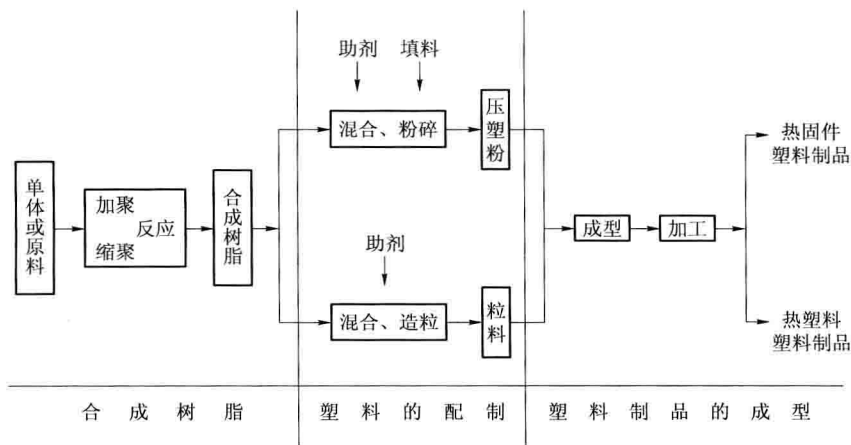 助剂
填料
混合、粉碎
压塑粉
热固件
塑料制品
单体或原料
加聚
反应
缩聚
合成树脂
成型
加工
助剂
混合、造粒
粒料
热塑料
塑料制品
合成树脂
塑料的配制
塑料制品的成型